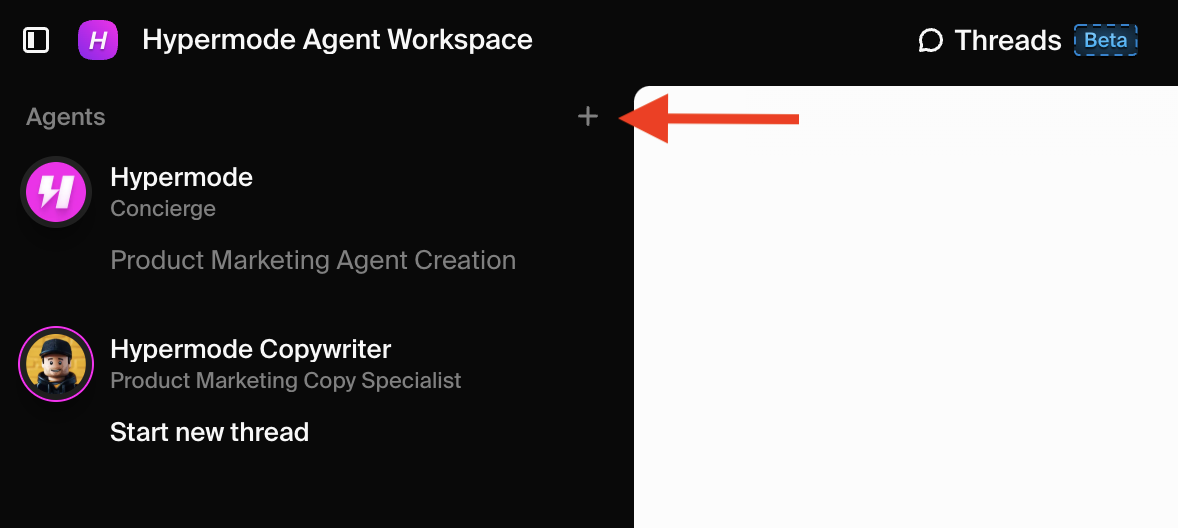 H Hypermode Agent Workspace
Threads Beta
Agents
Hypermode
Concierge
Product Marketing Agent Creation
Hypermode Copywriter
Product Marketing Copy Specialist
Start new thread